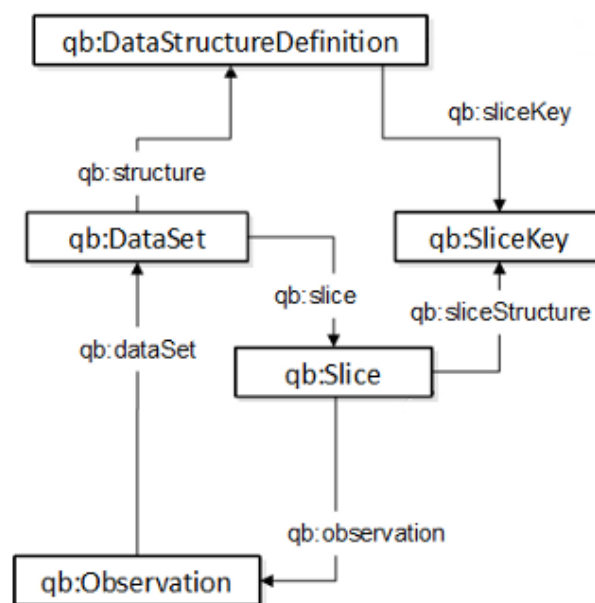 qb:DataStructureDefinition
qb:sliceKey
qb:structure
qb:DataSet
qb:SliceKey
qb:slice
qb:sliceStructure
qb:dataSet
qb:Slice
qb:observation
qb:Observation